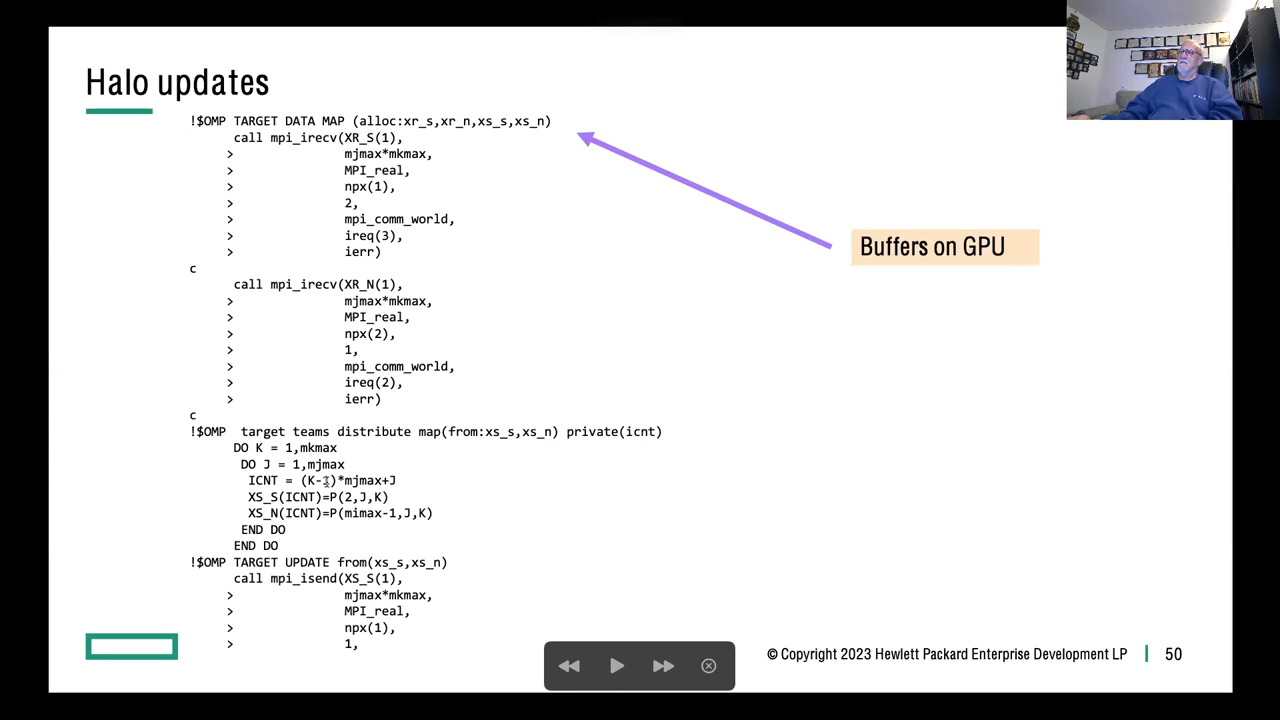 Halo updates
!$OMP TARGET DATA MAP (alloc:xr_s,xr_n,xs_s,xs_n)
call mpi_irecv(XR_S(1),
> mjmax*mkmax,
> MPI_real,
> npx(1),
> 2,
> mpi_comm_world,
> ireq(3),
> ierr)
c
call mpi_irecv(XR_N(1),
> mjmax*mkmax,
> MPI_real,
> npx(2),
> 1,
> mpi_comm_world,
> ireq(2),
> ierr)
c
!$OMP target teams distribute map(from:xs_s,xs_n) private(icnt)
DO K = 1,mkmax
DO J = 1,mjmax
ICNT = (K-1)*mjmax+J
XS_S(ICNT)=P(2,J,K)
XS_N(ICNT)=P(mimax-1,J,K)
END DO
END DO
!$OMP TARGET UPDATE from(xs_s,xs_n)
call mpi_isend(XS_S(1),
> mjmax*mkmax,
> MPI_real,
> npx(1),
> 1,
Buffers on GPU
© Copyright 2023 Hewlett Packard Enterprise Development LP
50